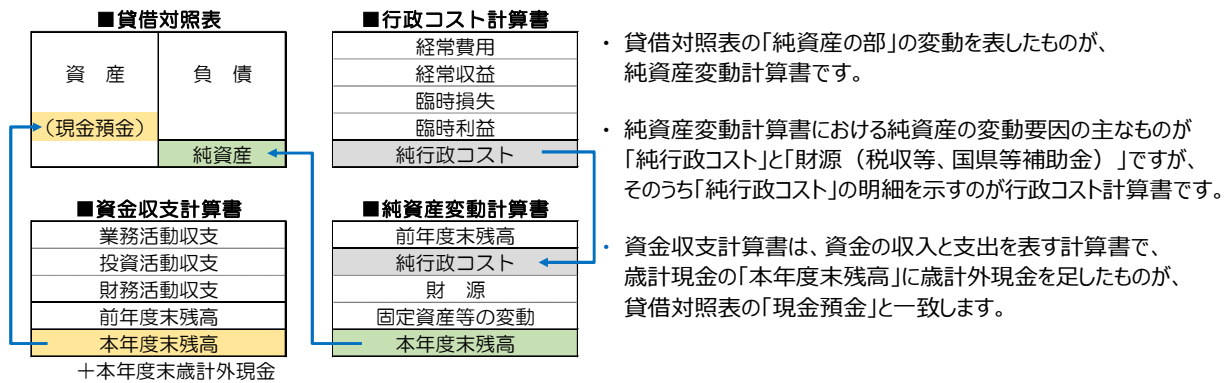 ■貸借対照表
資　産
負　債
（現金預金）
純資産
■行政コスト計算書
経常費用
経常収益
臨時損失
臨時利益
純行政コスト
■資金収支計算書
業務活動収支
投資活動収支
財務活動収支
前年度末残高
本年度末残高
＋本年度末歳計外現金
■純資産変動計算書
前年度末残高
純行政コスト
財　源
固定資産等の変動
本年度末残高
・ 貸借対照表の「純資産の部」の変動を表したものが、
純資産変動計算書です。
・ 純資産変動計算書における純資産の変動要因の主なものが
「純行政コスト」と「財源（税収等、国県等補助金）」ですが、
そのうち「純行政コスト」の明細を示すのが行政コスト計算書です。
・ 資金収支計算書は、資金の収入と支出を表す計算書で、
歳計現金の「本年度末残高」に歳計外現金を足したものが、
貸借対照表の「現金預金」と一致します。